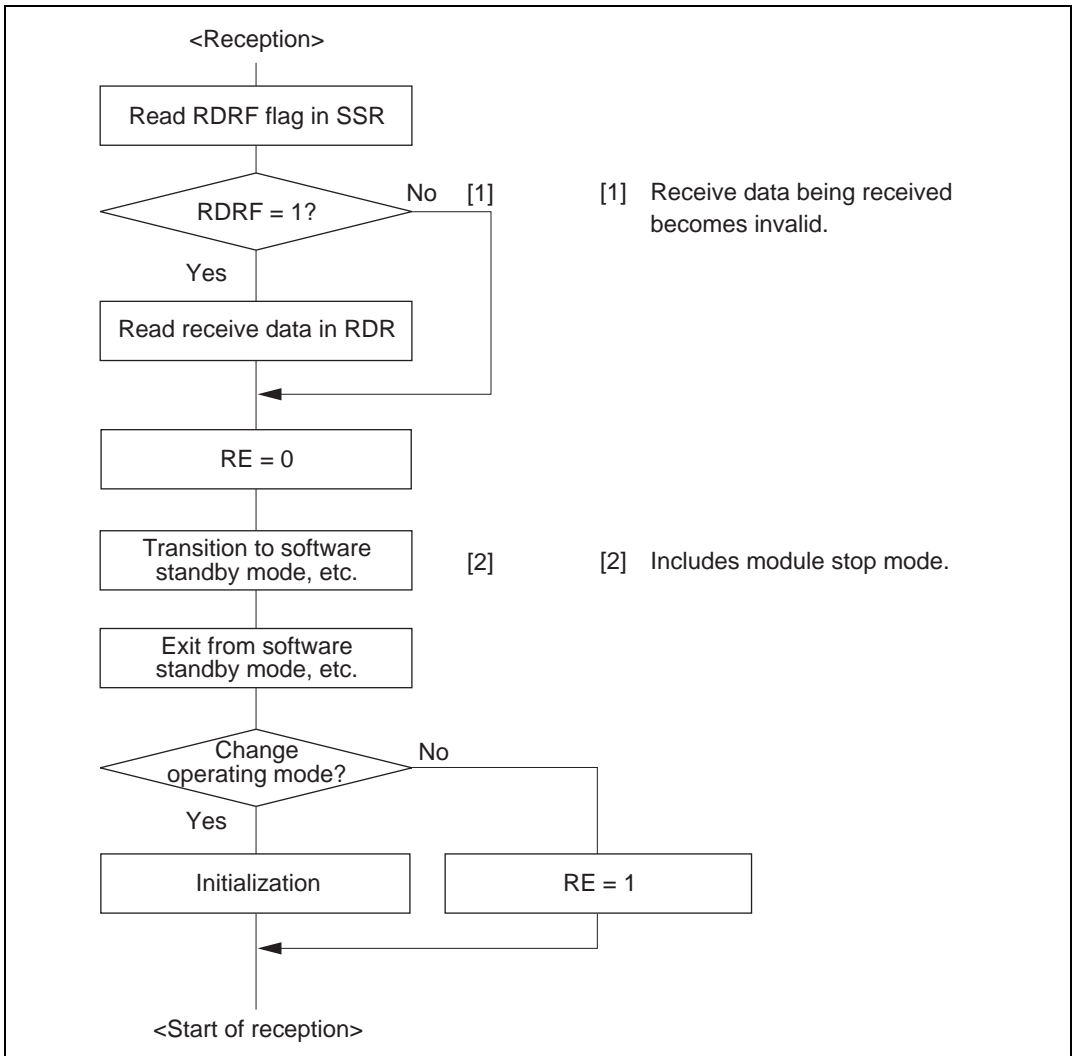 <Reception>
Read RDRF flag in SSR
RDRF = 1?
No [1]
[1] Receive data being received
becomes invalid.
Yes
Read receive data in RDR
RE = 0
Transition to software
standby mode, etc.
[2]
[2] Includes module stop mode.
Exit from software
standby mode, etc.
Change
operating mode?
No
Yes
Initialization
RE = 1
<Start of reception>